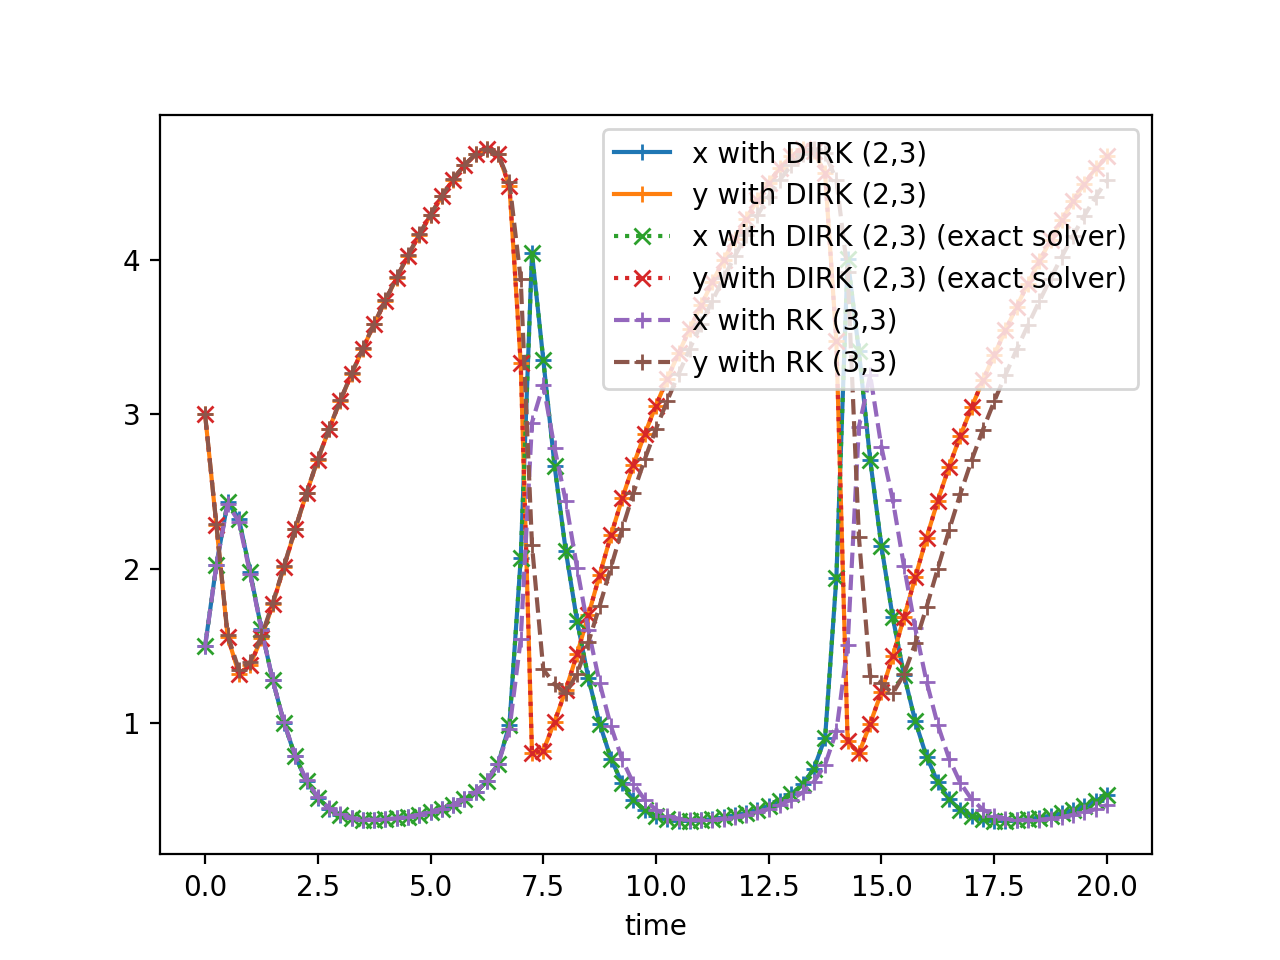 x with DIRK (2,3)
y with DIRK (2,3)
x with DIRK (2,3) (exact solver)
y with DIRK (2,3) (exact solver)
x with RK (3,3)
y with RK (3,3)
4
3
2
1
0.0 2.5 5.0 7.5 10.0 12.5 15.0 17.5 20.0
time